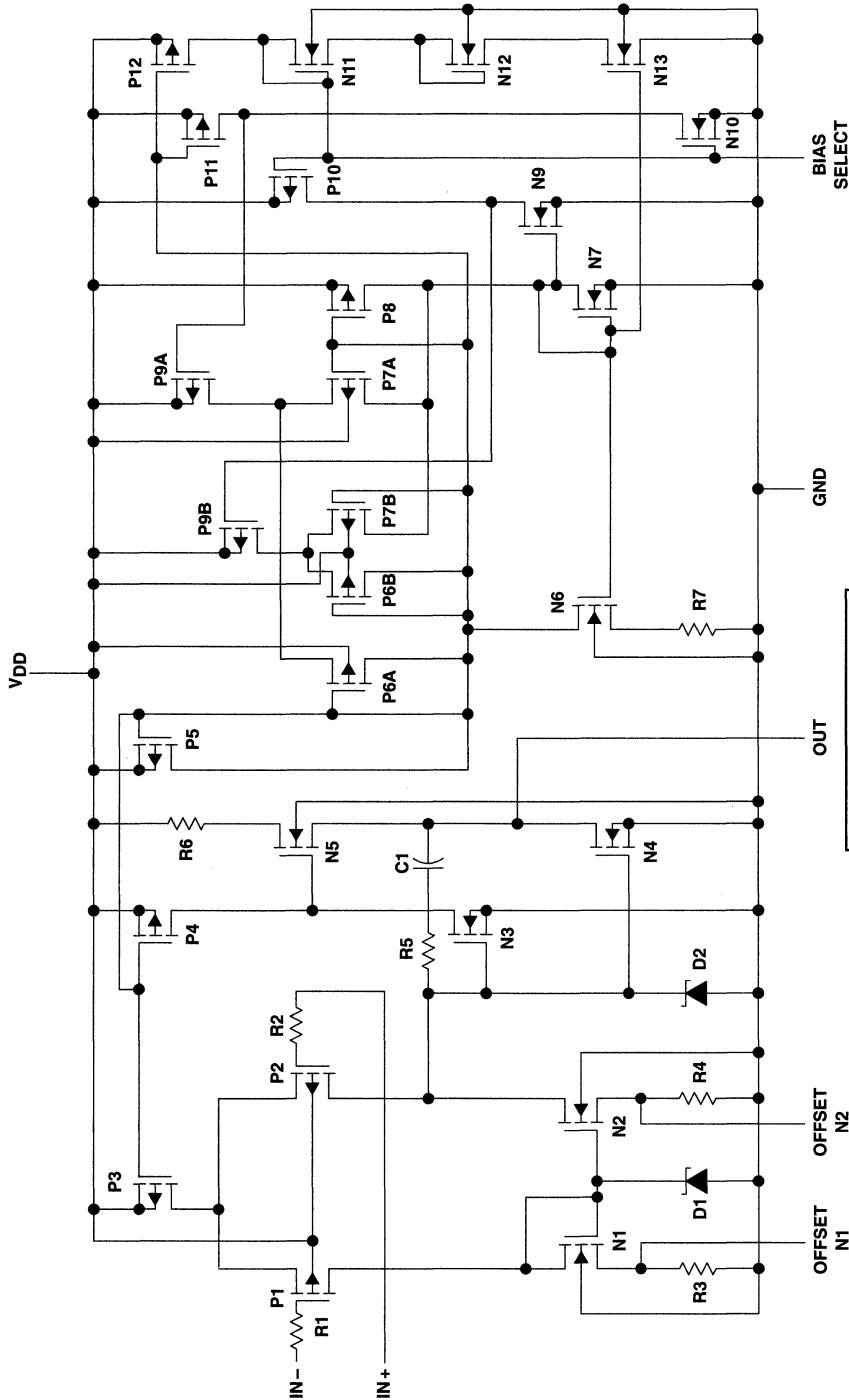 VDD
P3
P4
P5
P12
P11
P10
P9A
P9B
R6
P1
P2
R1
R2
IN−
IN+
N5
P6A
P6B
P7B
P7A
P8
N11
N12
N13
N10
N9
N7
C1
R5
N3
N4
N6
R7
N1
N2
D1
D2
R3
R4
OFFSET
N1
OFFSET
N2
OUT
GND
BIAS
SELECT